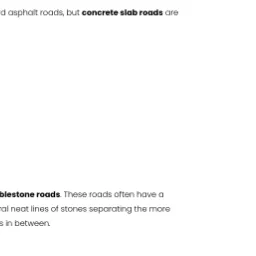 d asphalt roads, but concrete slab roads are
blestone roads. These roads often have a
al neat lines of stones separating the more
s in between.